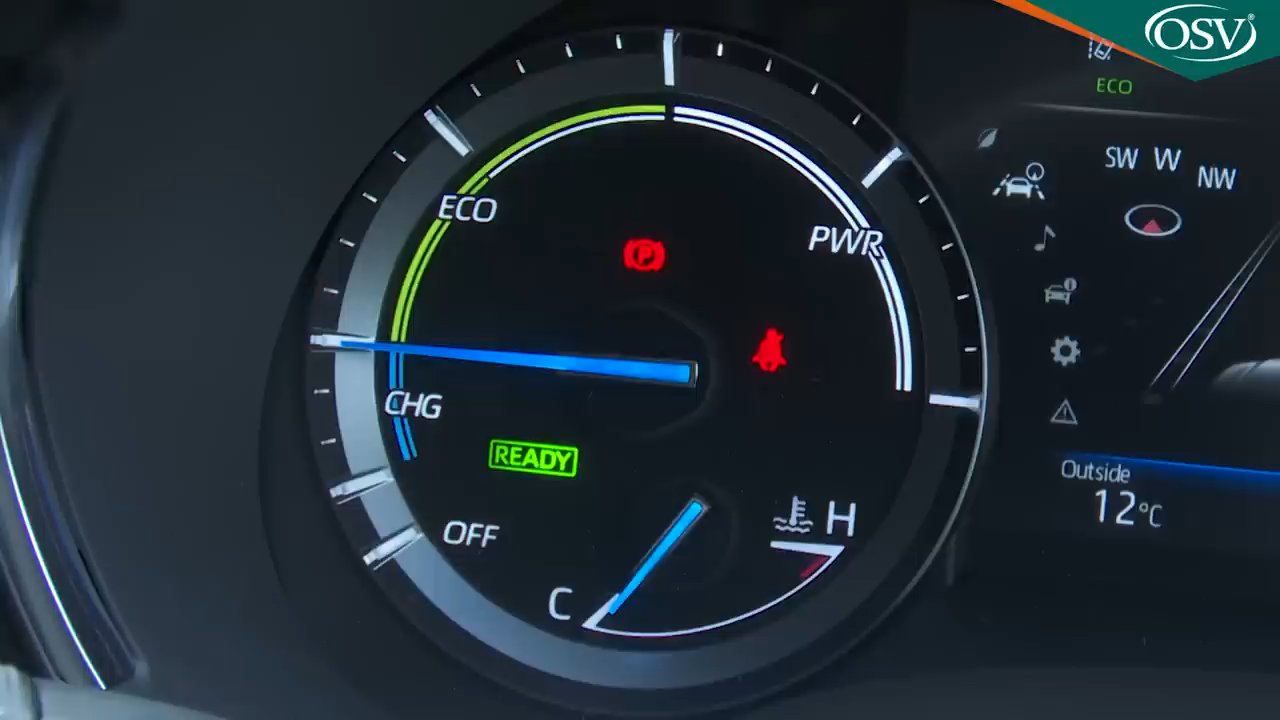 OSV®
ECO
SW W NW
ECO
PWR
P
CHG
READY
OFF
H
C
Outside
12°C